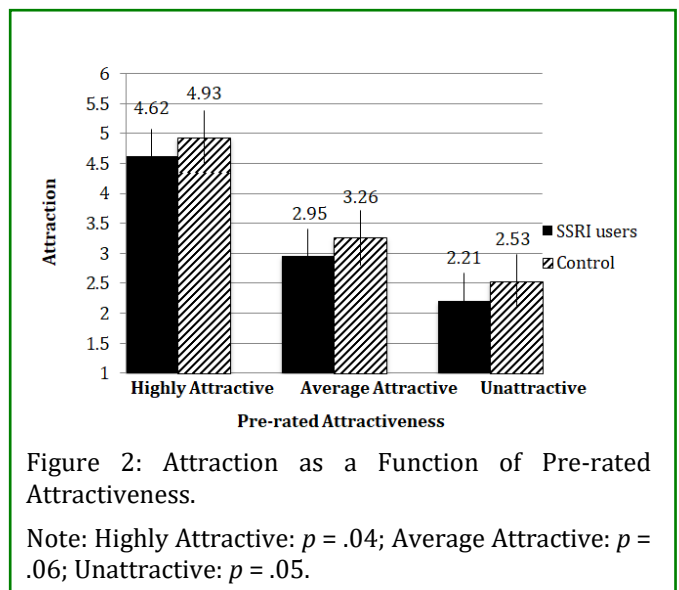 6
5.5
5
4.5
4
3.5
3
2.5
2
1.5
1
Attraction
4.62
4.93
2.95
3.26
2.21
2.53
SSRI users
Control
Highly Attractive Average Attractive Unattractive
Pre-rated Attractiveness
Figure 2: Attraction as a Function of Pre-rated
Attractiveness.
Note: Highly Attractive: p = .04; Average Attractive: p =
.06; Unattractive: p = .05.